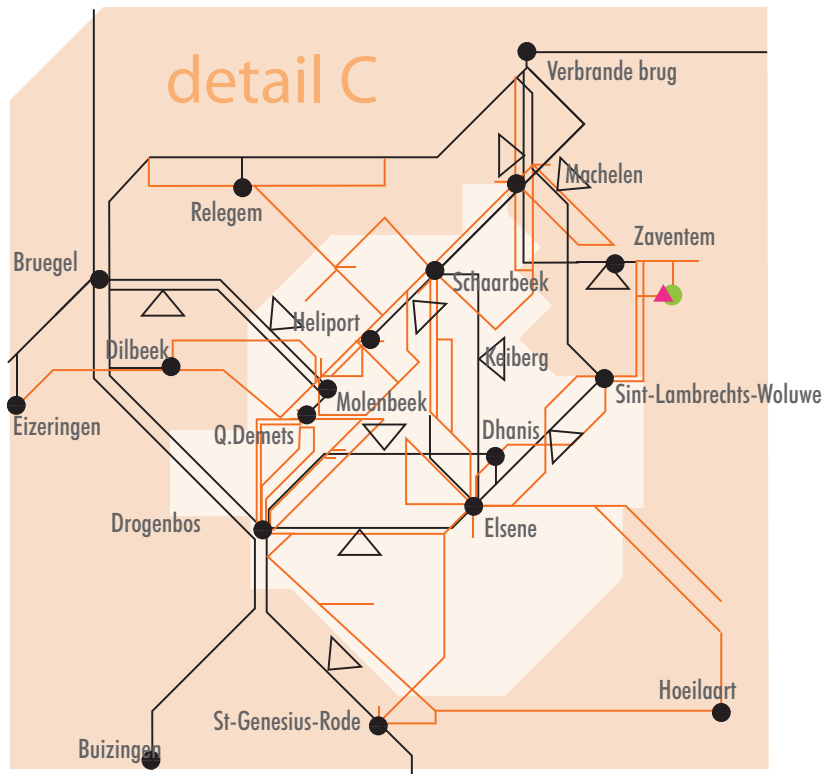 detail C
Verbrande brug
Machelen
Relegem
Zaventem
Bruegel
Schaarbeek
Heliport
Dilbeek
Keiberg
Sint-Lambrechts-Woluwe
Molenbeek
Eizeringen
Q.Demets
Dhanis
Drogenbos
Elsene
Hoeilaart
St-Genesius-Rode
Buizingen